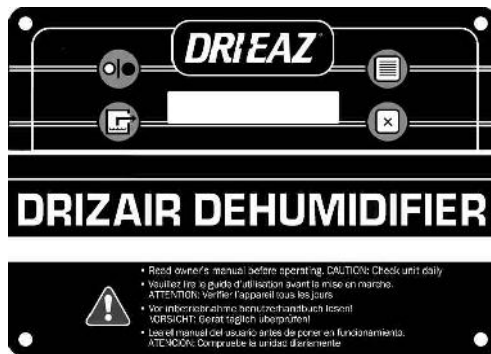 DRI EAZ
DRIZAIR DEHUMIDIFIER
• Read owner's manual before operating. CAUTION: Check unit daily
• Veuillez lire le guide d'utilisation avant la mise en marche.
ATTENTION: Vérifier l'appareil tous les jours
• Vor inbetriebnahme benutzerhandbuch lesen!
VORSICHT: Gerät täglich überprüfen!
• Lea el manual del usuario antes de poner en funcionamiento.
ATENCIÓN: Compruebe la unidad diariamente